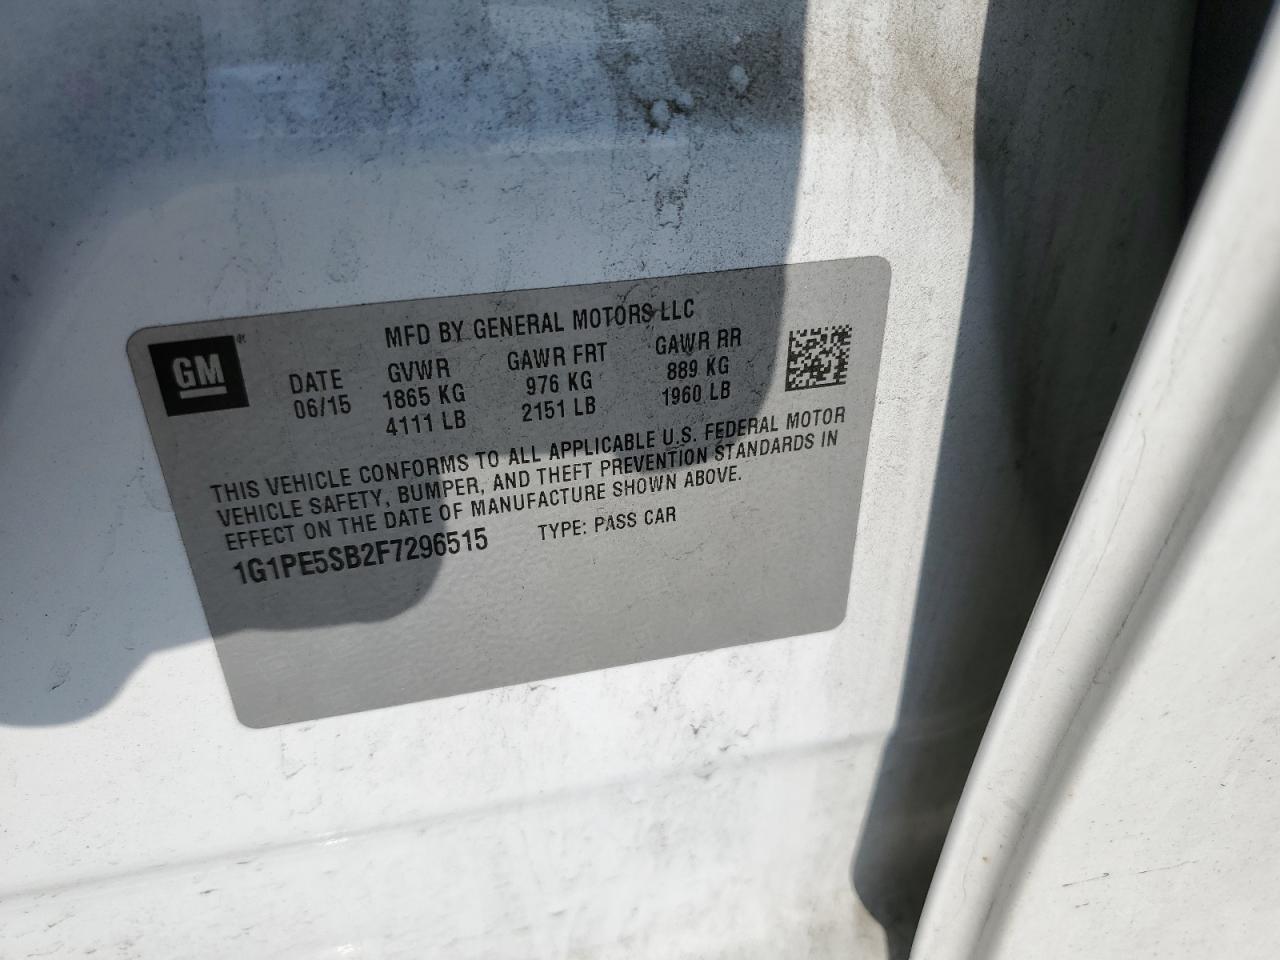 MFD BY GENERAL MOTORS LLC
GM
DATE GVWR GAWR FRT GAWR RR
06/15 1865 KG 976 KG 889 KG
4111 LB 2151 LB 1960 LB
THIS VEHICLE CONFORMS TO ALL APPLICABLE U.S. FEDERAL MOTOR
VEHICLE SAFETY, BUMPER, AND THEFT PREVENTION STANDARDS IN
EFFECT ON THE DATE OF MANUFACTURE SHOWN ABOVE.
1G1PE5SB2F7296515 TYPE: PASS CAR